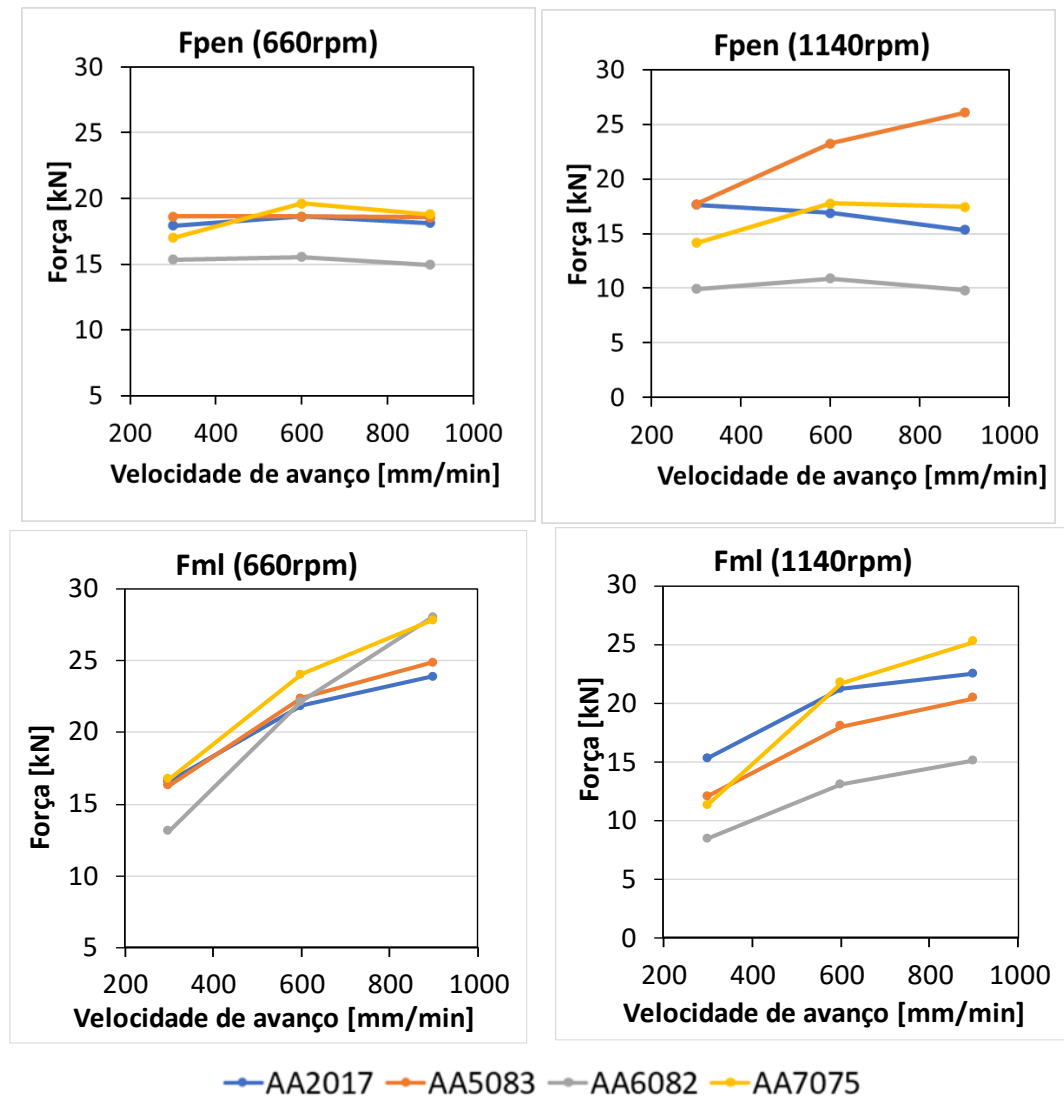 Fpen (660rpm)
30
25
20
15
10
5
200 400 600 800 1000
Força [kN]
Velocidade de avanço [mm/min]
Fpen (1140rpm)
30
25
20
15
10
5
0
200 400 600 800 1000
Força [kN]
Velocidade de avanço [mm/min]
Fml (660rpm)
30
25
20
15
10
5
200 400 600 800 1000
Força [kN]
Velocidade de avanço [mm/min]
Fml (1140rpm)
30
25
20
15
10
5
0
200 400 600 800 1000
Força [kN]
Velocidade de avanço [mm/min]
AA2017 AA5083 AA6082 AA7075